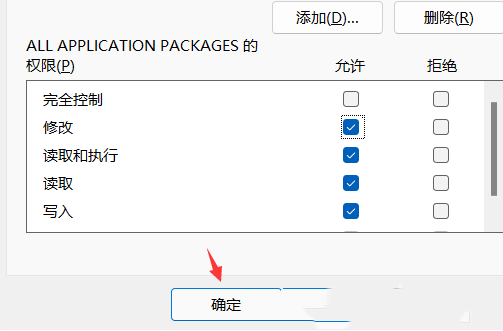 添加(D)... 删除(R)
ALL APPLICATION PACKAGES 的
权限(P) 允许 拒绝
完全控制
修改
读取和执行
读取
写入
确定